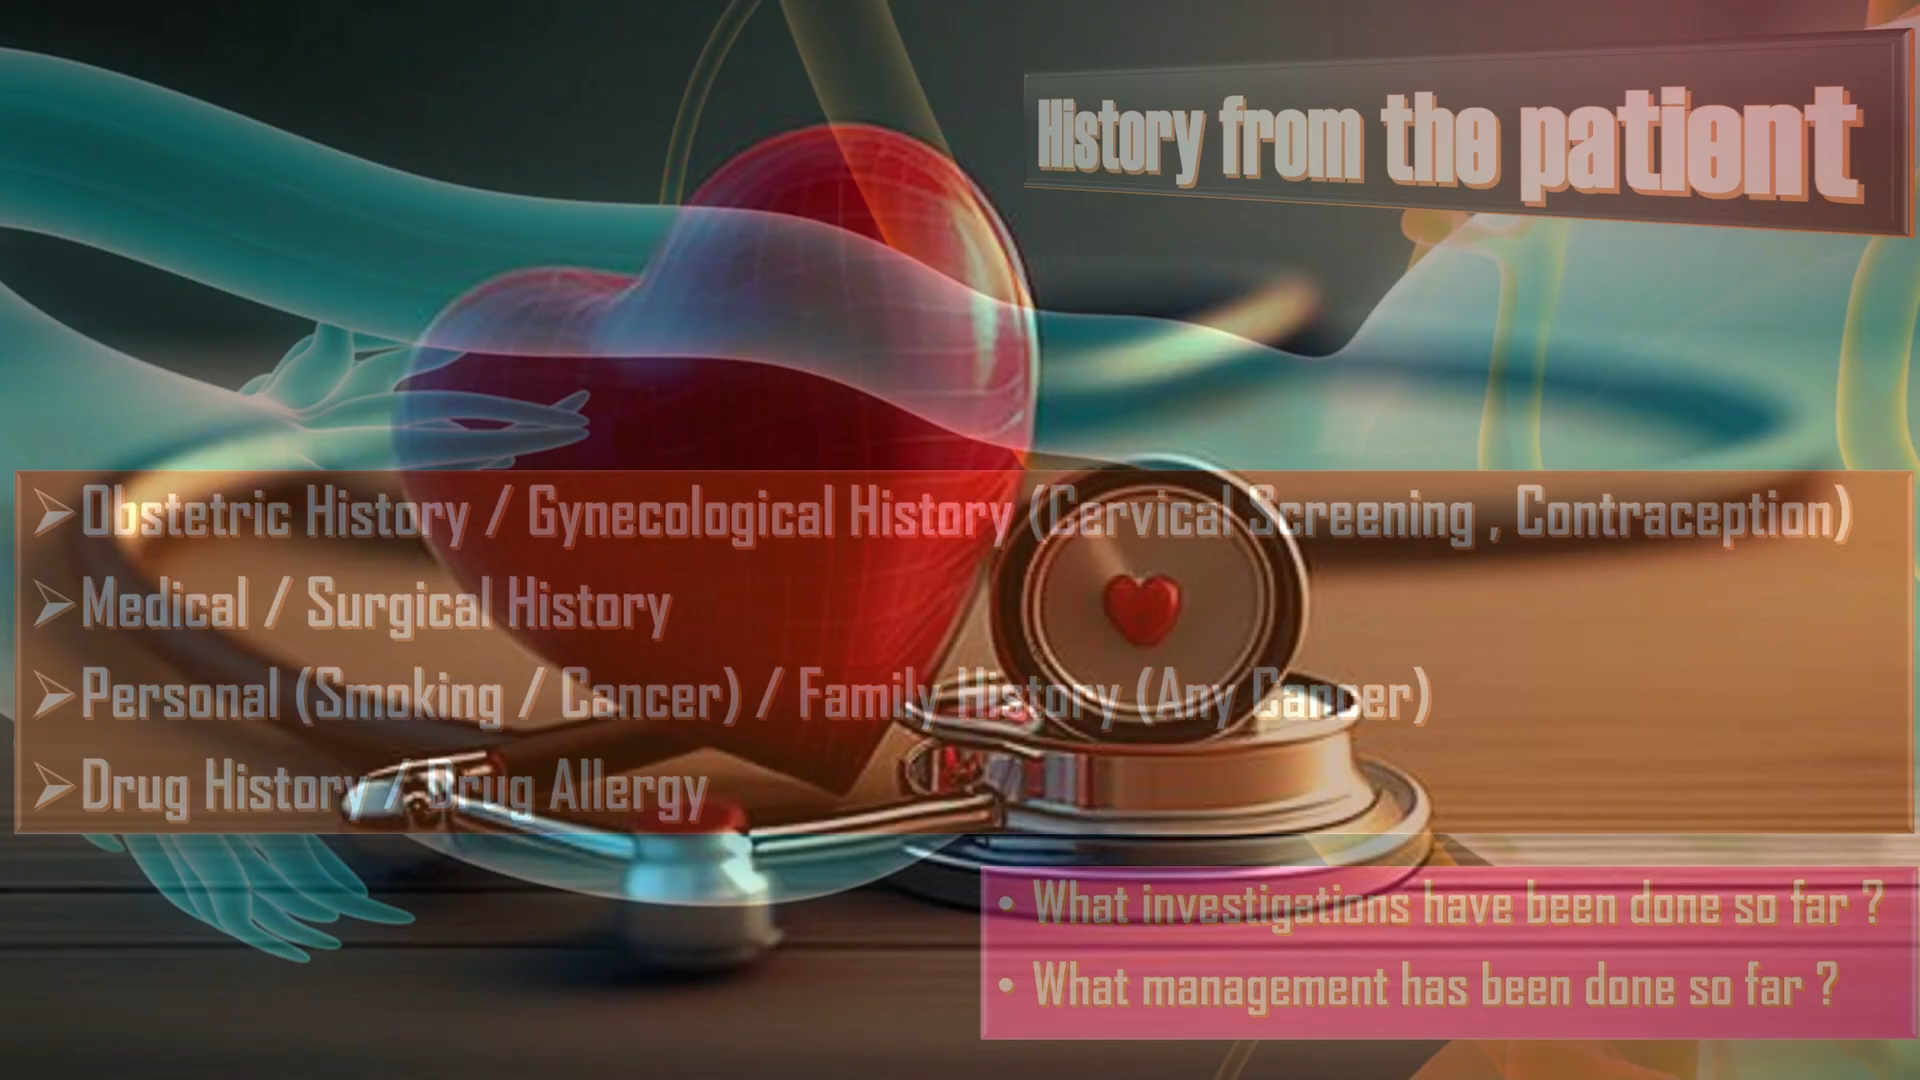 History from the patient
➢Obstetric History / Gynecological History (Cervical Screening , Contraception)
➢Medical / Surgical History
➢Personal (Smoking / Cancer) / Family History (Any Cancer)
➢Drug History / Drug Allergy
• What investigations have been done so far ?
• What management has been done so far ?